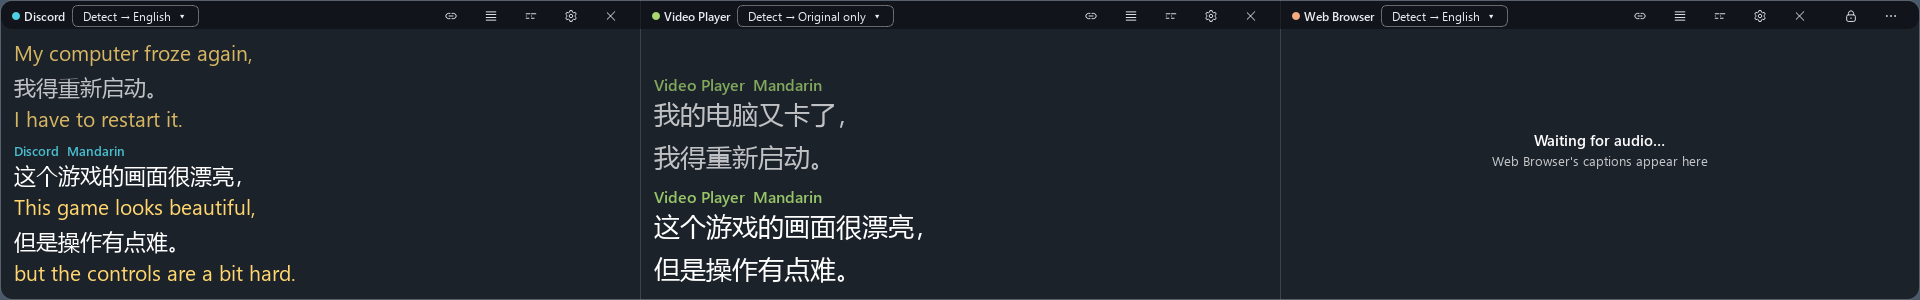 Discord Detect → English ▾
My computer froze again,
我得重新启动。
I have to restart it.
Discord Mandarin
这个游戏的画面很漂亮，
This game looks beautiful,
但是操作有点难。
but the controls are a bit hard.
Video Player Detect → Original only ▾
Video Player Mandarin
我的电脑又卡了，
我得重新启动。
Video Player Mandarin
这个游戏的画面很漂亮，
但是操作有点难。
Web Browser Detect → English ▾
Waiting for audio...
Web Browser's captions appear here